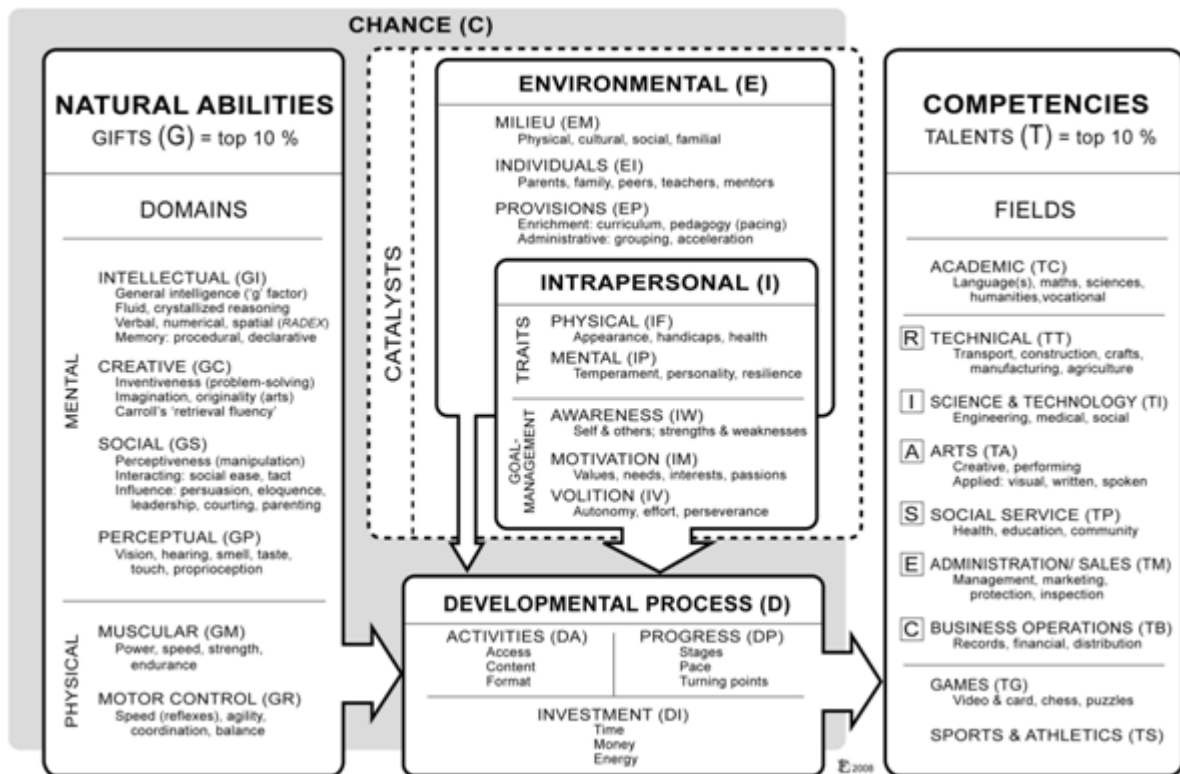 CHANCE (C)
NATURAL ABILITIES
GIFTS (G) = top 10 %
DOMAINS
MENTAL
INTELLECTUAL (GI)
General intelligence ('g' factor)
Fluid, crystallized reasoning
Verbal, numerical, spatial (RADEX)
Memory: procedural, declarative
CREATIVE (GC)
Inventiveness (problem-solving)
Imagination, originality (arts)
Carroll's 'retrieval fluency'
SOCIAL (GS)
Perceptiveness (manipulation)
Interacting: social ease, tact
Influence: persuasion, eloquence,
leadership, courting, parenting
PERCEPTUAL (GP)
Vision, hearing, smell, taste,
touch, proprioception
PHYSICAL
MUSCULAR (GM)
Power, speed, strength,
endurance
MOTOR CONTROL (GR)
Speed (reflexes), agility,
coordination, balance
CATALYSTS
ENVIRONMENTAL (E)
MILIEU (EM)
Physical, cultural, social, familial
INDIVIDUALS (EI)
Parents, family, peers, teachers, mentors
PROVISIONS (EP)
Enrichment: curriculum, pedagogy (pacing)
Administrative: grouping, acceleration
INTRAPERSONAL (I)
TRAITS
PHYSICAL (IF)
Appearance, handicaps, health
MENTAL (IP)
Temperament, personality, resilience
GOAL-
MANAGEMENT
AWARENESS (IW)
Self & others; strengths & weaknesses
MOTIVATION (IM)
Values, needs, interests, passions
VOLITION (IV)
Autonomy, effort, perseverance
DEVELOPMENTAL PROCESS (D)
ACTIVITIES (DA)
Access
Content
Format
PROGRESS (DP)
Stages
Pace
Turning points
INVESTMENT (DI)
Time
Money
Energy
2008
COMPETENCIES
TALENTS (T) = top 10 %
FIELDS
ACADEMIC (TC)
Language(s), maths, sciences,
humanities,vocational
R TECHNICAL (TT)
Transport, construction, crafts,
manufacturing, agriculture
I SCIENCE & TECHNOLOGY (TI)
Engineering, medical, social
A ARTS (TA)
Creative, performing
Applied: visual, written, spoken
S SOCIAL SERVICE (TP)
Health, education, community
E ADMINISTRATION/ SALES (TM)
Management, marketing,
protection, inspection
C BUSINESS OPERATIONS (TB)
Records, financial, distribution
GAMES (TG)
Video & card, chess, puzzles
SPORTS & ATHLETICS (TS)